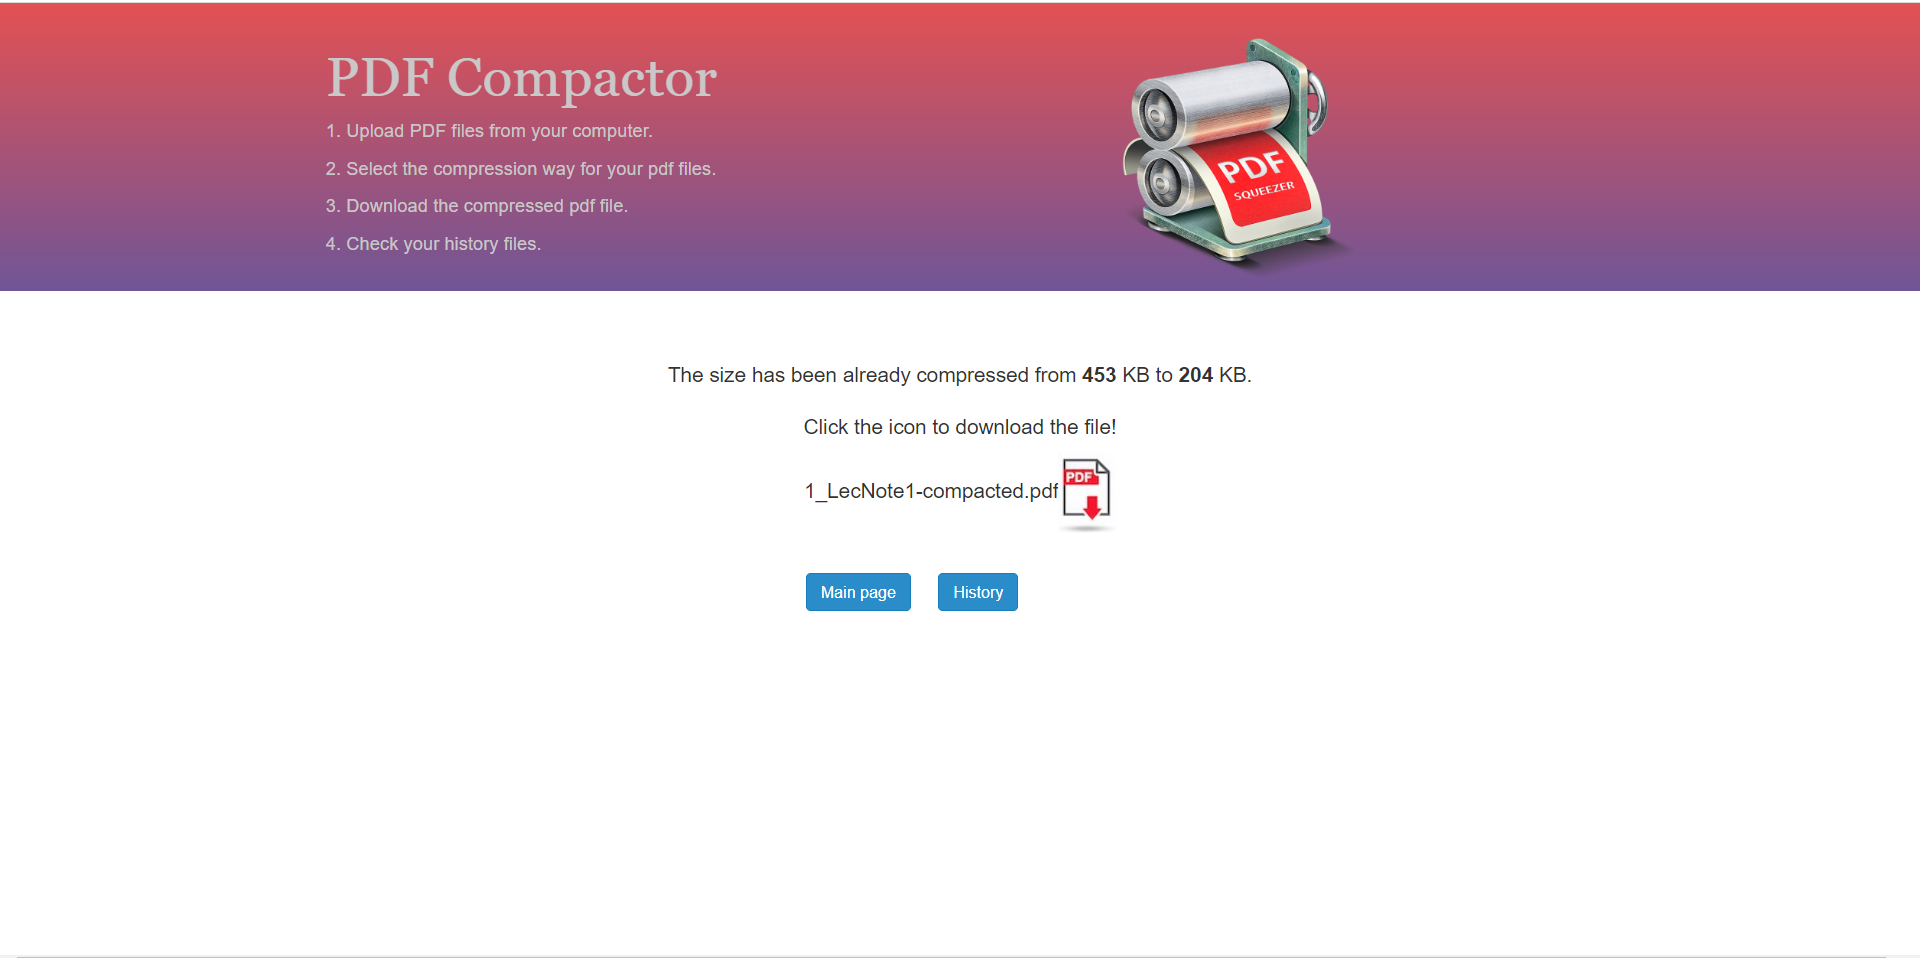 PDF Compactor
1. Upload PDF files from your computer.
2. Select the compression way for your pdf files.
3. Download the compressed pdf file.
4. Check your history files.
PDF
SQUEEZER
The size has been already compressed from 453 KB to 204 KB.
Click the icon to download the file!
1_LecNote1-compacted.pdf
PDF
Main page
History